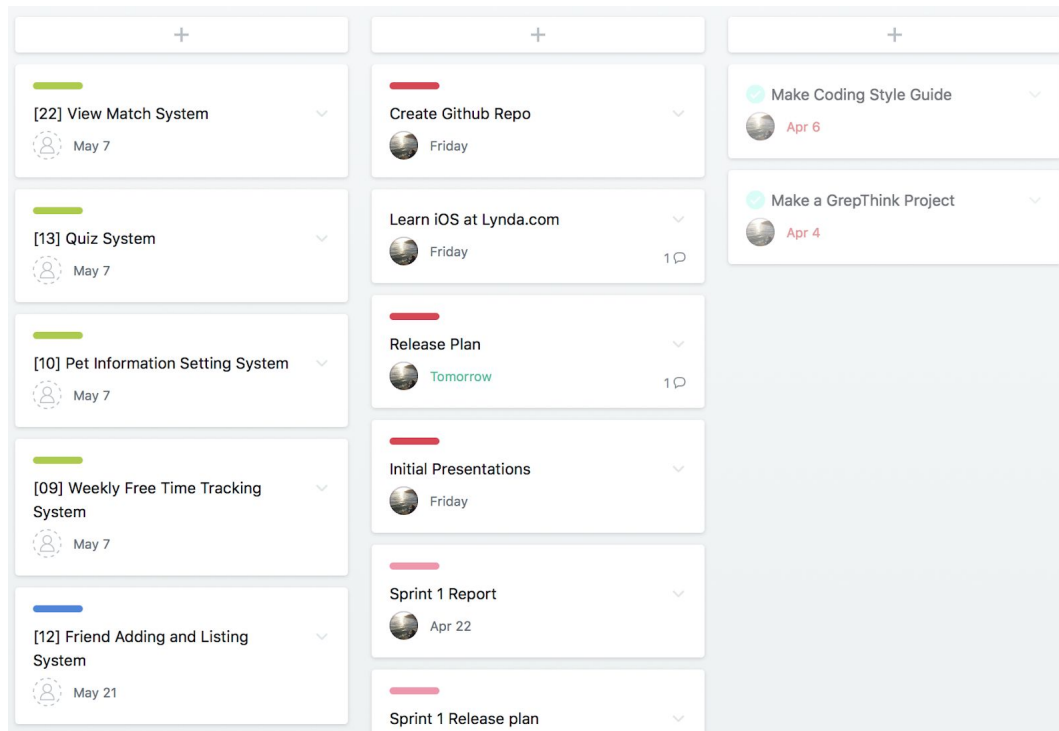 +
[22] View Match System
May 7
[13] Quiz System
May 7
[10] Pet Information Setting System
May 7
[09] Weekly Free Time Tracking
System
May 7
[12] Friend Adding and Listing
System
May 21
+
Create Github Repo
Friday
Learn iOS at Lynda.com
Friday
1
Release Plan
Tomorrow
1
Initial Presentations
Friday
Sprint 1 Report
Apr 22
Sprint 1 Release plan
+
Make Coding Style Guide
Apr 6
Make a GrepThink Project
Apr 4